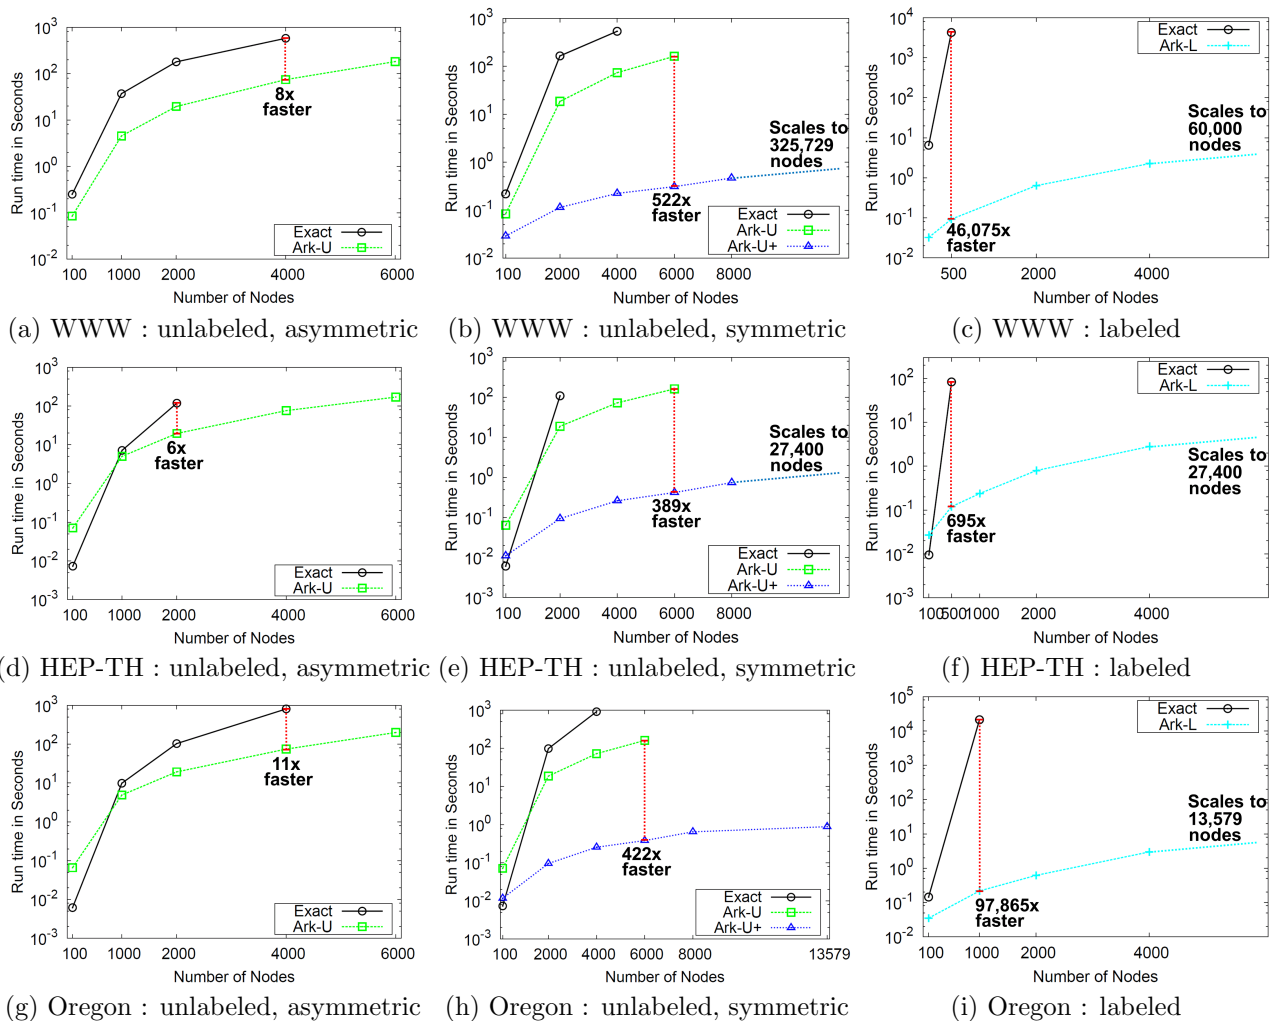 10^3
10^2
10^1
10^0
10^-1
10^-2
Run time in Seconds
8x
faster
Exact
Ark-U
100 1000 2000 4000 6000
Number of Nodes
(a) WWW : unlabeled, asymmetric
10^3
10^2
10^1
10^0
10^-1
10^-2
Run time in Seconds
Scales to
325,729
nodes
522x
faster
Exact
Ark-U
Ark-U+
100 2000 4000 6000 8000
Number of Nodes
(b) WWW : unlabeled, symmetric
10^4
10^3
10^2
10^1
10^0
10^-1
10^-2
Run time in Seconds
Exact
Ark-L
Scales to
60,000
nodes
46,075x
faster
100 500 2000 4000
Number of Nodes
(c) WWW : labeled
10^3
10^2
10^1
10^0
10^-1
10^-2
10^-3
Run time in Seconds
6x
faster
Exact
Ark-U
100 1000 2000 4000 6000
Number of Nodes
(d) HEP-TH : unlabeled, asymmetric
10^3
10^2
10^1
10^0
10^-1
10^-2
10^-3
Run time in Seconds
Scales to
27,400
nodes
389x
faster
Exact
Ark-U
Ark-U+
100 2000 4000 6000 8000
Number of Nodes
(e) HEP-TH : unlabeled, symmetric
10^2
10^1
10^0
10^-1
10^-2
10^-3
Run time in Seconds
Exact
Ark-L
Scales to
27,400
nodes
695x
faster
100 500 1000 2000 4000
Number of Nodes
(f) HEP-TH : labeled
10^3
10^2
10^1
10^0
10^-1
10^-2
10^-3
Run time in Seconds
11x
faster
Exact
Ark-U
100 1000 2000 4000 6000
Number of Nodes
(g) Oregon : unlabeled, asymmetric
10^3
10^2
10^1
10^0
10^-1
10^-2
10^-3
Run time in Seconds
422x
faster
Exact
Ark-U
Ark-U+
100 2000 4000 6000 8000 13579
Number of Nodes
(h) Oregon : unlabeled, symmetric
10^5
10^4
10^3
10^2
10^1
10^0
10^-1
10^-2
Run time in Seconds
Exact
Ark-L
Scales to
13,579
nodes
97,865x
faster
100 1000 2000 4000
Number of Nodes
(i) Oregon : labeled